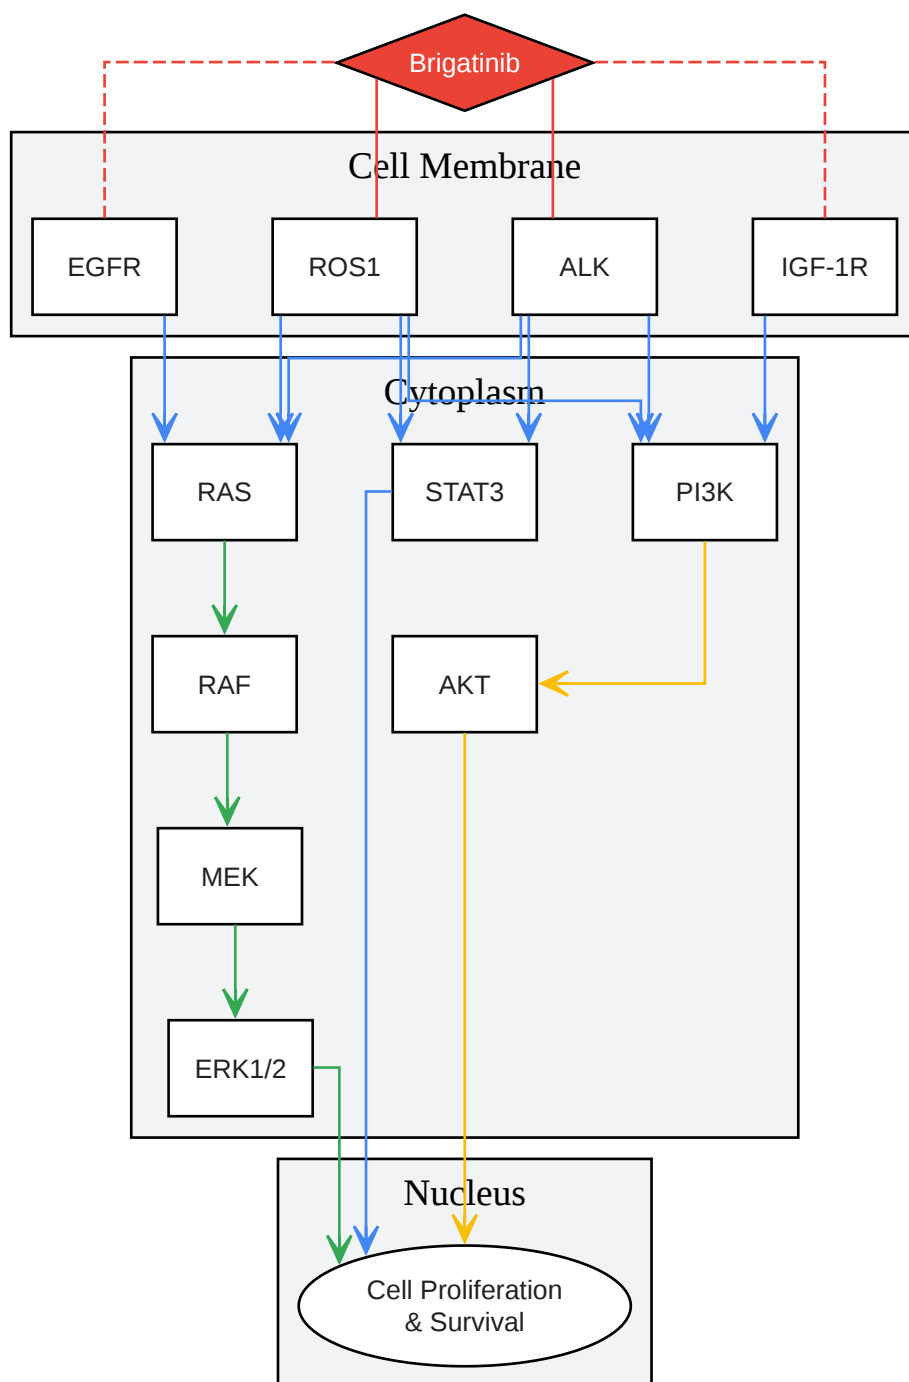 Brigatinib
Cell Membrane
EGFR
ROS1
ALK
IGF-1R
Cytoplasm
RAS
STAT3
PI3K
RAF
AKT
MEK
ERK1/2
Nucleus
Cell Proliferation
& Survival